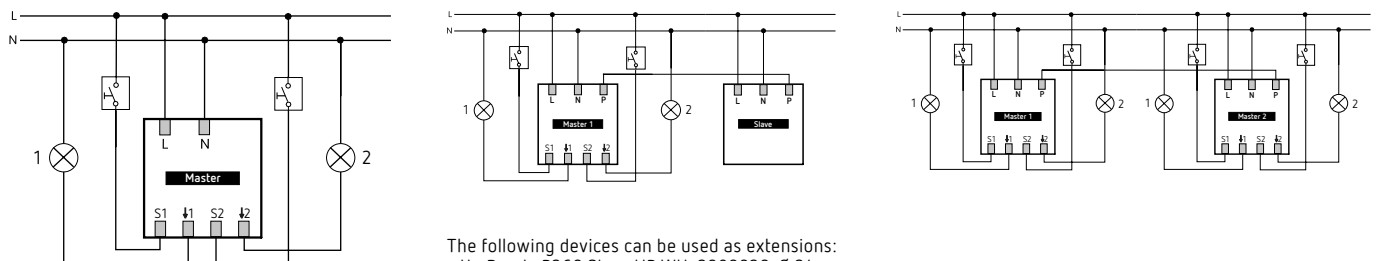 L
N
1
L N
Master
2
S1 ↓1 S2 ↓2
L
N
1
L N P
Master 1
2
S1 ↓1 S2 ↓2
L N P
Slave
L
N
1
L N P
Master 1
2
S1 ↓1 S2 ↓2
1
L N P
Master 2
2
S1 ↓1 S2 ↓2
The following devices can be used as extensions: